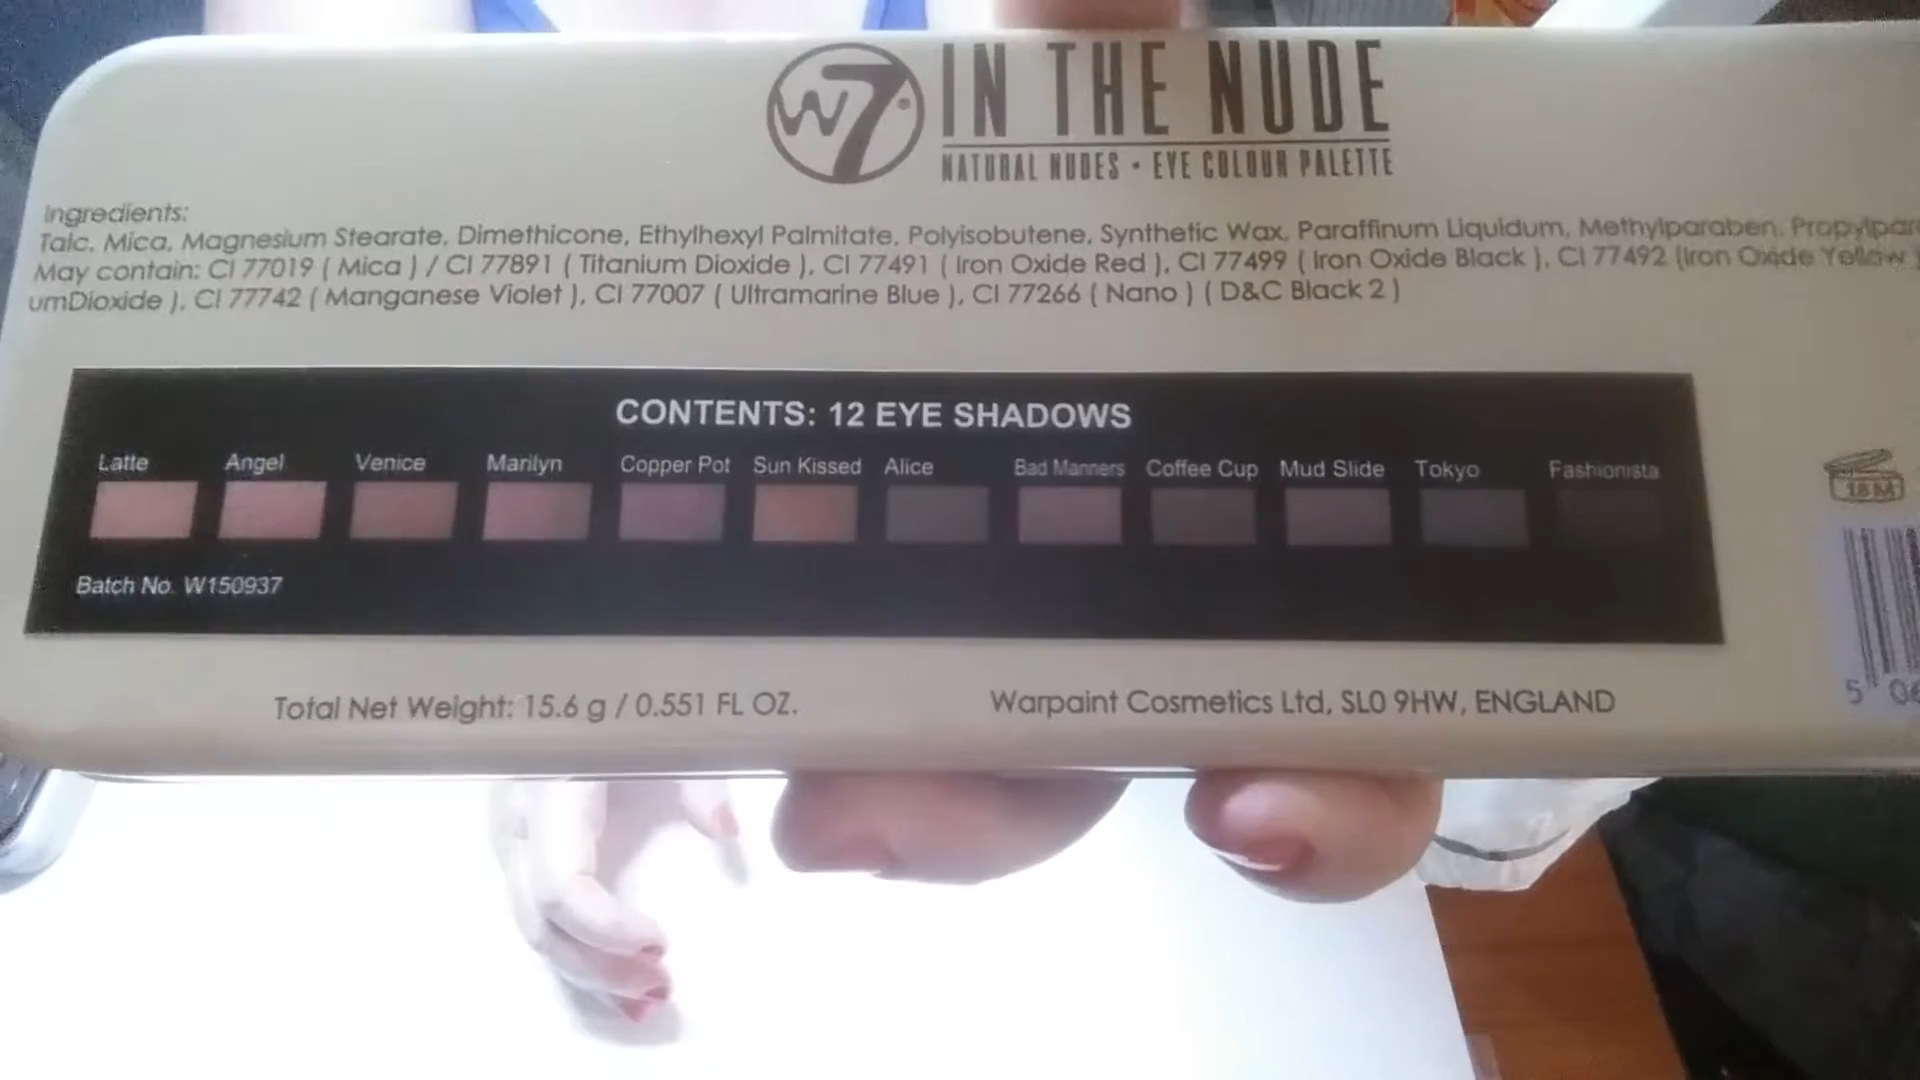 W7 IN THE NUDE
NATURAL NUDES • EYE COLOUR PALETTE
Ingredients:
Talc, Mica, Magnesium Stearate, Dimethicone, Ethylhexyl Palmitate, Polyisobutene, Synthetic Wax, Paraffinum Liquidum, Methylparaben, Propylpar
May contain: CI 77019 ( Mica ) / CI 77891 ( Titanium Dioxide ), CI 77491 ( Iron Oxide Red ), CI 77499 ( Iron Oxide Black ), CI 77492 (Iron Oxide Yellow )
umDioxide ), CI 77742 ( Manganese Violet ), CI 77007 ( Ultramarine Blue ), CI 77266 ( Nano ) ( D&C Black 2 )
CONTENTS: 12 EYE SHADOWS
Latte Angel Venice Marilyn Copper Pot Sun Kissed Alice Bad Manners Coffee Cup Mud Slide Tokyo Fashionista
18M
Batch No. W150937
Total Net Weight: 15.6 g / 0.551 FL OZ.
Warpaint Cosmetics Ltd, SL0 9HW, ENGLAND
5 06